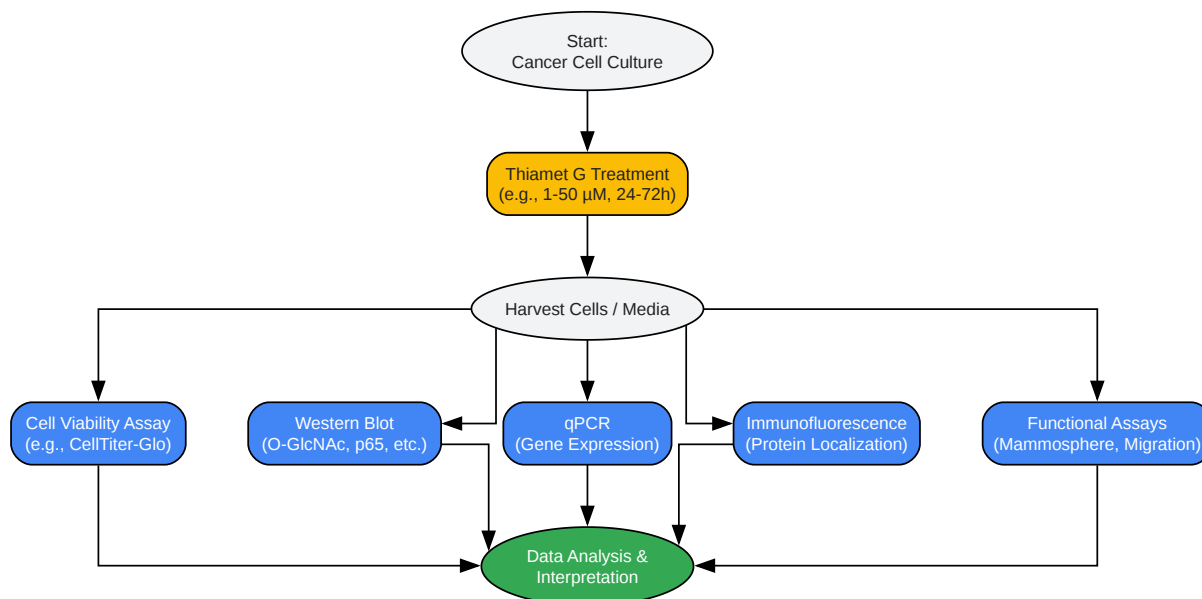 Start:
Cancer Cell Culture
Thiamet G Treatment
(e.g., 1-50 µM, 24-72h)
Harvest Cells / Media
Cell Viability Assay
(e.g., CellTiter-Glo)
Western Blot
(O-GlcNAc, p65, etc.)
qPCR
(Gene Expression)
Immunofluorescence
(Protein Localization)
Functional Assays
(Mammosphere, Migration)
Data Analysis &
Interpretation